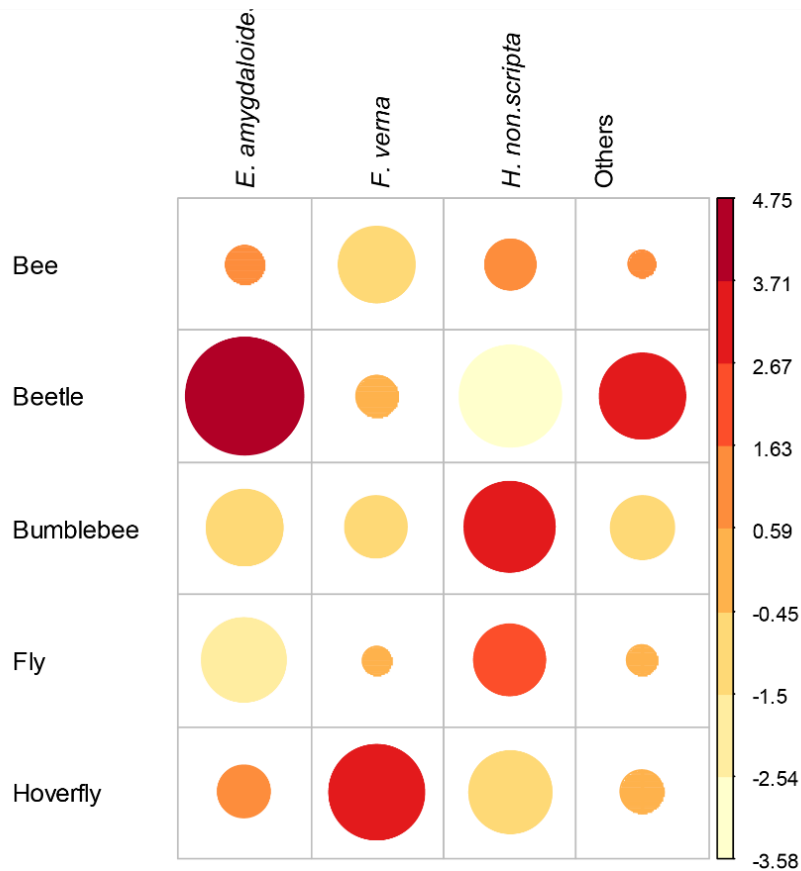 E. amygdaloide
F. verna
H. non.scripta
Others
Bee
Beetle
Bumblebee
Fly
Hoverfly
4.75
3.71
2.67
1.63
0.59
-0.45
-1.5
-2.54
-3.58